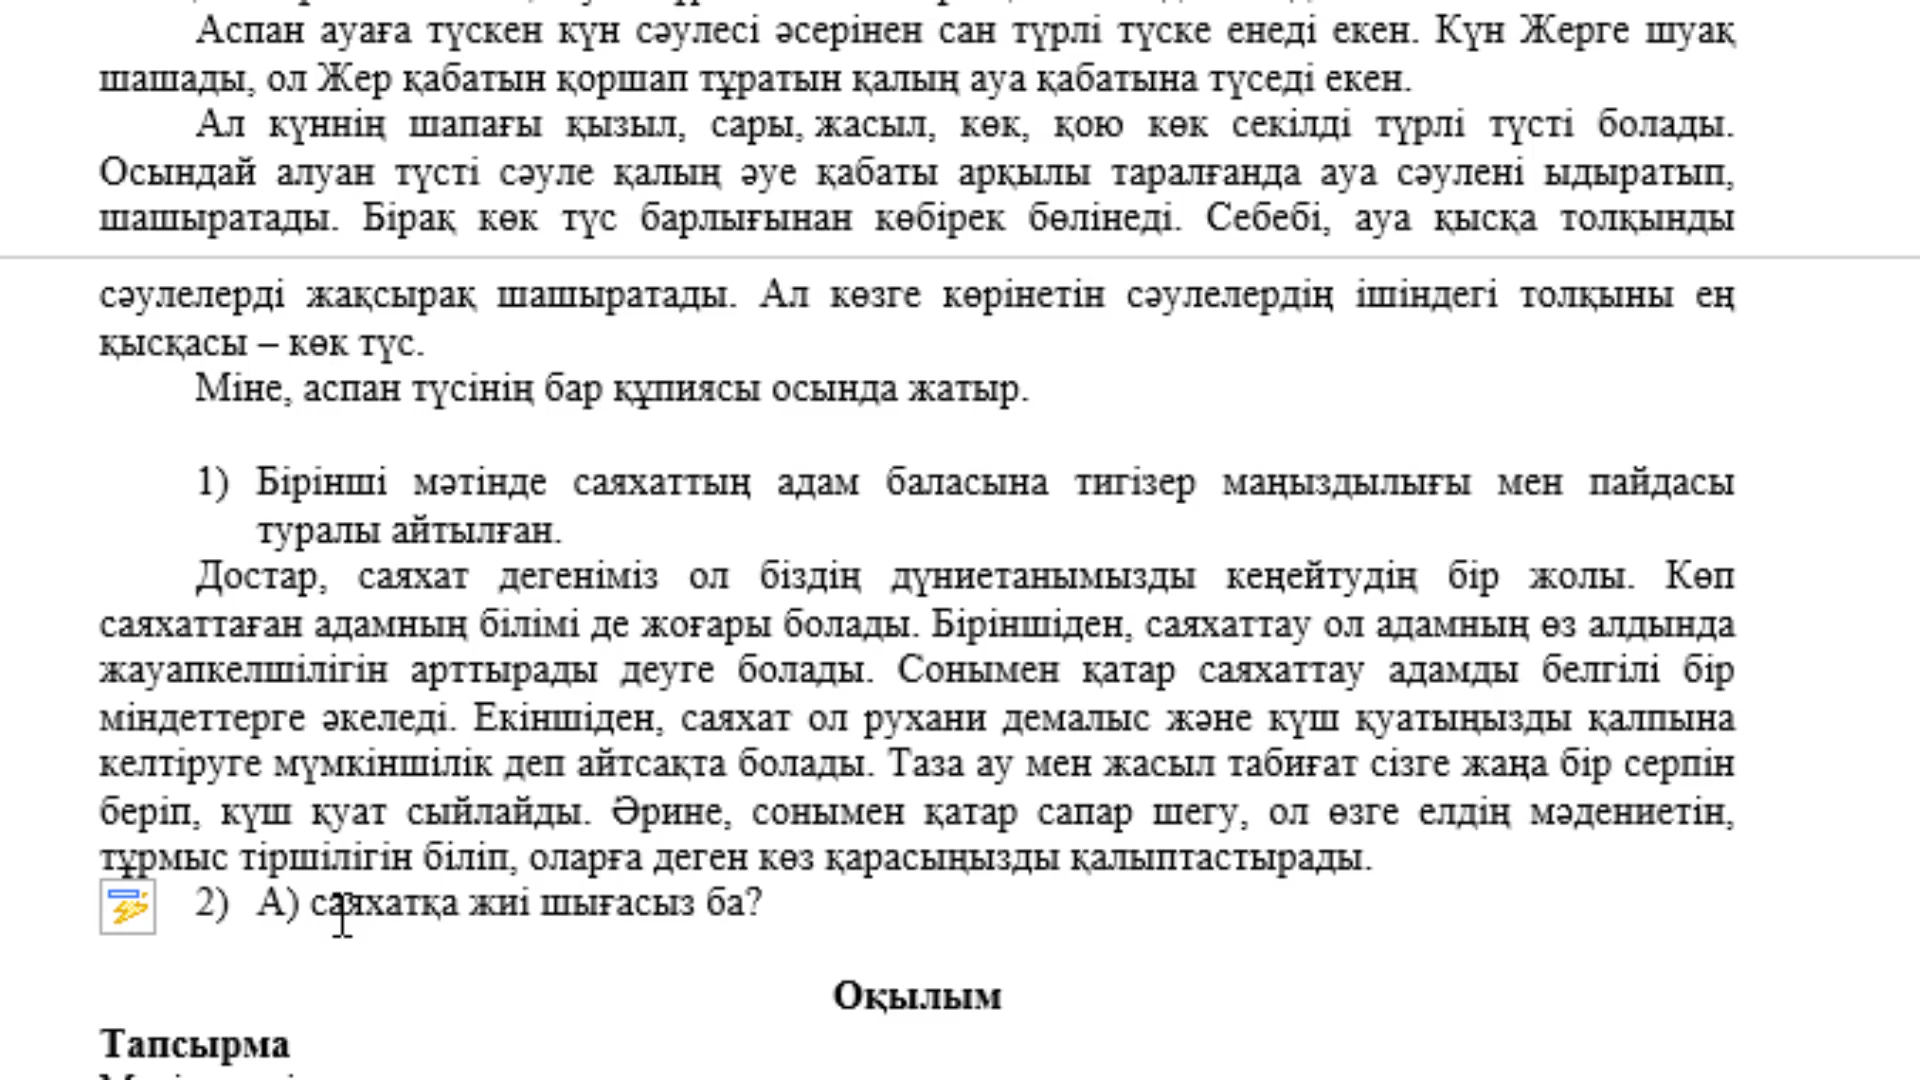 Аспан ауаға түскен күн сәулесі әсерінен сан түрлі түске енеді екен. Күн Жерге шуақ
шашады, ол Жер қабатын қоршап тұратын қалың ауа қабатына түседі екен.
Ал күннің шапағы қызыл, сары, жасыл, көк, қою көк секілді түрлі түсті болады.
Осындай алуан түсті сәуле қалың әуе қабаты арқылы таралғанда ауа сәулені ыдыратып,
шашыратады. Бірақ көк түс барлығынан көбірек бөлінеді. Себебі, ауа қысқа толқынды
сәулелерді жақсырақ шашыратады. Ал көзге көрінетін сәулелердің ішіндегі толқыны ең
қысқасы – көк түс.
Міне, аспан түсінің бар құпиясы осында жатыр.
1) Бірінші мәтінде саяхаттың адам баласына тигізер маңыздылығы мен пайдасы
туралы айтылған.
Достар, саяхат дегеніміз ол біздің дүниетанымызды кеңейтудің бір жолы. Көп
саяхаттаған адамның білімі де жоғары болады. Біріншіден, саяхаттау ол адамның өз алдында
жауапкелшілігін арттырады деуге болады. Сонымен қатар саяхаттау адамды белгілі бір
міндеттерге әкеледі. Екіншіден, саяхат ол рухани демалыс және күш қуатыңызды қалпына
келтіруге мүмкіншілік деп айтсақта болады. Таза ау мен жасыл табиғат сізге жаңа бір серпін
беріп, күш қуат сыйлайды. Әрине, сонымен қатар сапар шегу, ол өзге елдің мәдениетін,
тұрмыс тіршілігін біліп, оларға деген көз қарасыңызды қалыптастырады.
2) А) саяхатқа жиі шығасыз ба?
Оқылым
Тапсырма